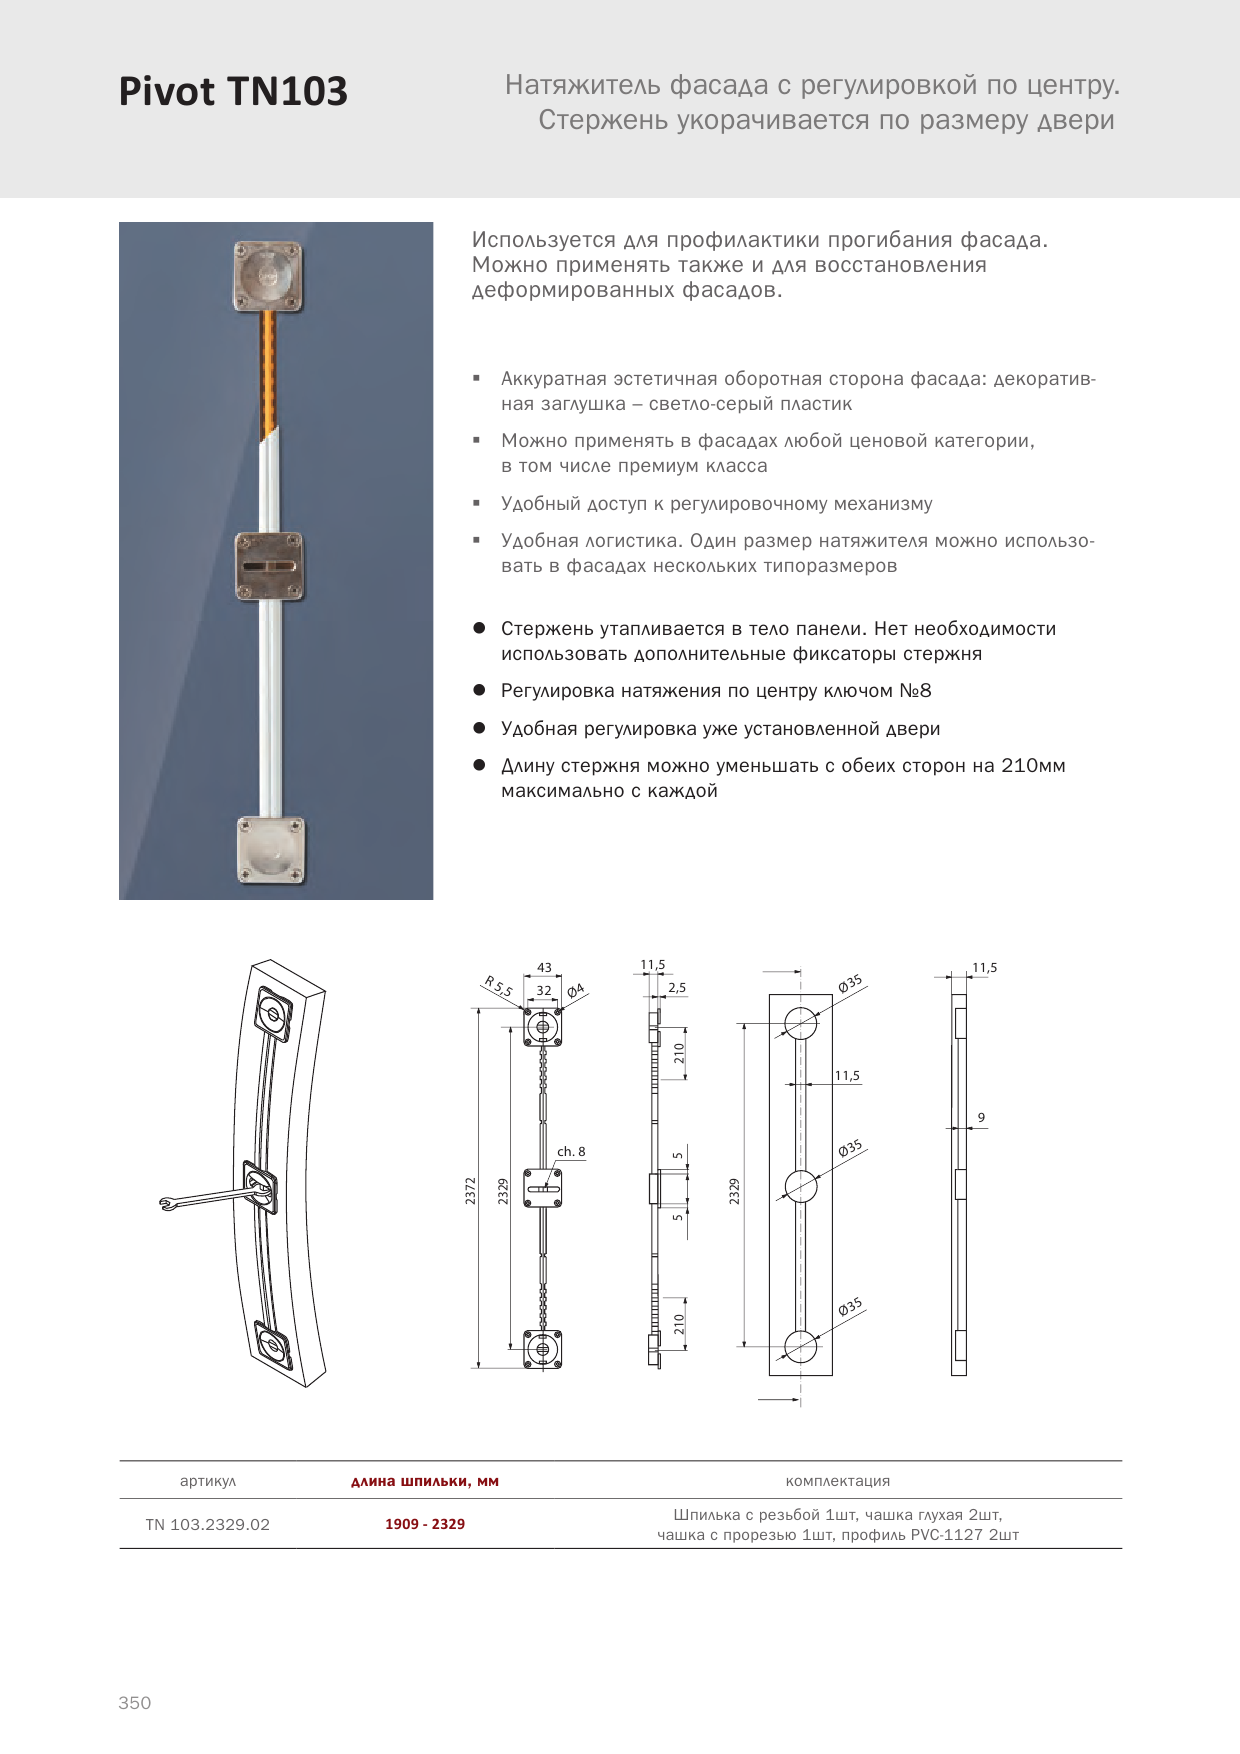 Pivot TN103
Натяжитель фасада с регулировкой по центру.
Стержень укорачивается по размеру двери
Используется для профилактики прогибания фасада.
Можно применять также и для восстановления
деформированных фасадов.
▪ Аккуратная эстетичная оборотная сторона фасада: декоратив-
ная заглушка – светло-серый пластик
▪ Можно применять в фасадах любой ценовой категории,
в том числе премиум класса
▪ Удобный доступ к регулировочному механизму
▪ Удобная логистика. Один размер натяжителя можно использо-
вать в фасадах нескольких типоразмеров
● Стержень утапливается в тело панели. Нет необходимости
использовать дополнительные фиксаторы стержня
● Регулировка натяжения по центру ключом №8
● Удобная регулировка уже установленной двери
● Длину стержня можно уменьшать с обеих сторон на 210мм
максимально с каждой
43
R 5,5
32
Ø4
ch. 8
2372
2329
11,5
2,5
210
5
5
210
Ø35
11,5
Ø35
2329
Ø35
11,5
9
артикул длина шпильки, мм комплектация
TN 103.2329.02 1909 - 2329 Шпилька с резьбой 1шт, чашка глухая 2шт,
чашка с прорезью 1шт, профиль PVC-1127 2шт
350